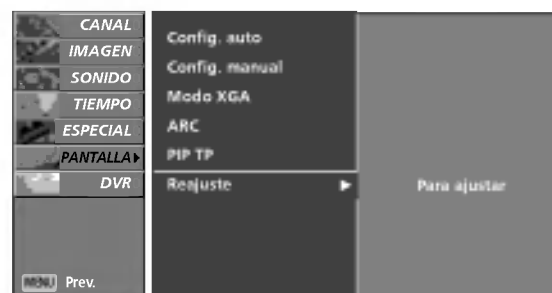 CANAL
IMAGEN
SONIDO
TIEMPO
ESPECIAL
PANTALLA
DVR
MENU Prev.
Config. auto
Config. manual
Modo XGA
ARC
PIP TP
Reajuste
Para ajustar